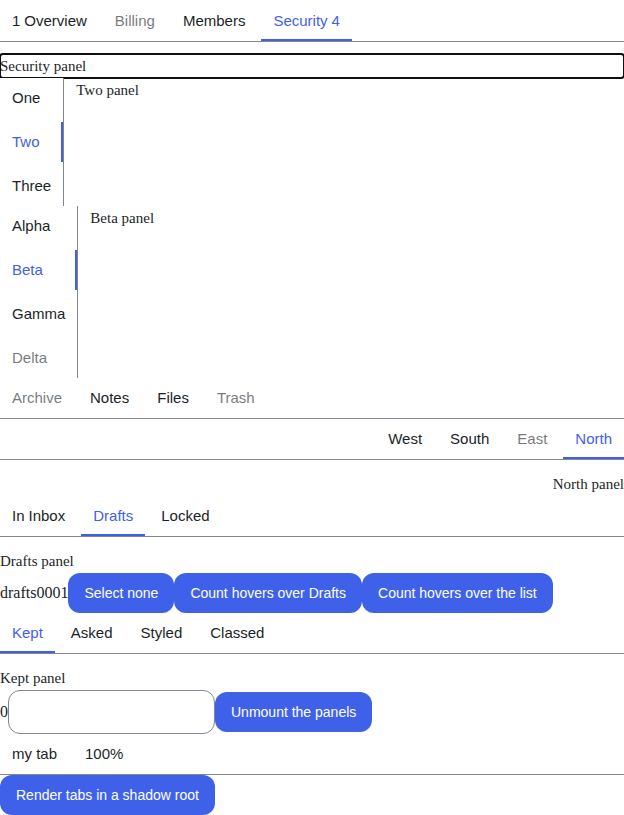 1 Overview Billing Members Security 4
Security panel
One Two panel
Two
Three
Alpha Beta panel
Beta
Gamma
Delta
Archive Notes Files Trash
West South East North
North panel
In Inbox Drafts Locked
Drafts panel
drafts0001 Select none Count hovers over Drafts Count hovers over the list
Kept Asked Styled Classed
Kept panel
0 Unmount the panels
my tab 100%
Render tabs in a shadow root